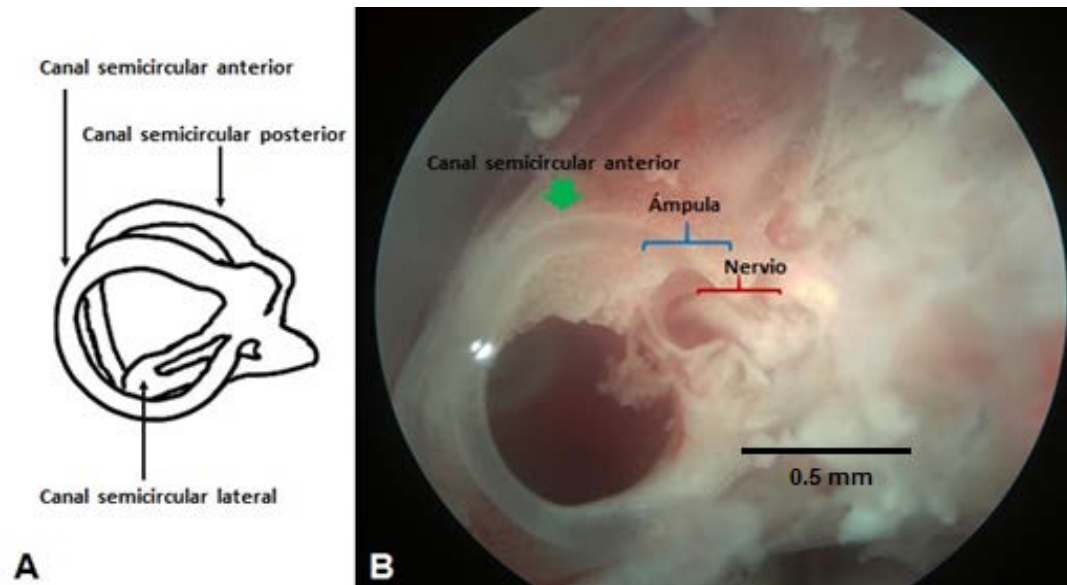 Canal semicircular anterior
Canal semicircular posterior
Canal semicircular lateral
A
Canal semicircular anterior
Ámpula
Nervio
0.5 mm
B